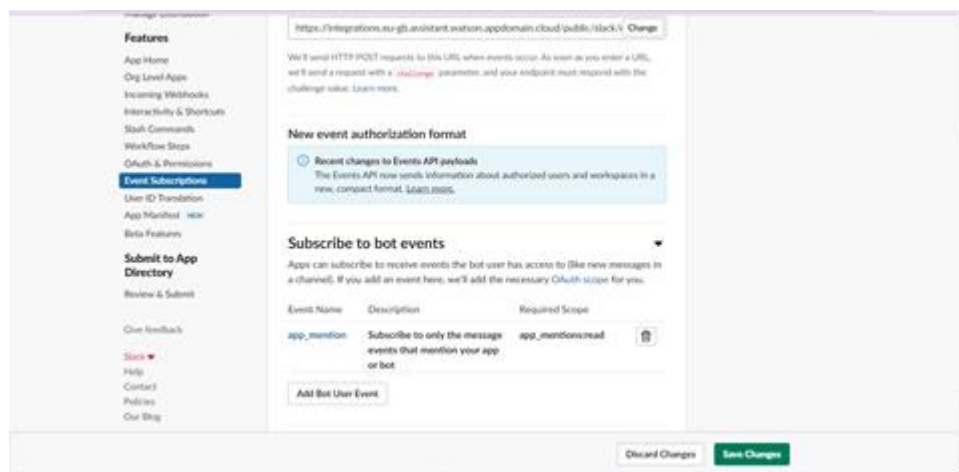 Manage Distribution
Features
App Home
Org Level Apps
Incoming Webhooks
Interactivity & Shortcuts
Slash Commands
Workflow Steps
OAuth & Permissions
Event Subscriptions
User ID Translation
App Manifest NEW
Beta Features
Submit to App
Directory
Review & Submit
Give feedback
Slack
Help
Contact
Policies
Our Blog
https://integrations.eu-gb.assistant.watson.appdomain.cloud/public/slack/v Change
We'll send HTTP POST requests to this URL when events occur. As soon as you enter a URL,
we'll send a request with a challenge parameter, and your endpoint must respond with the
challenge value. Learn more.
New event authorization format
Recent changes to Events API payloads
The Events API now sends information about authorized users and workspaces in a
new, compact format. Learn more.
Subscribe to bot events
Apps can subscribe to receive events the bot user has access to (like new messages in
a channel). If you add an event here, we'll add the necessary OAuth scope for you.
Event Name Description Required Scope
app_mention Subscribe to only the message app_mentions:read
events that mention your app
or bot
Add Bot User Event
Discard Changes Save Changes